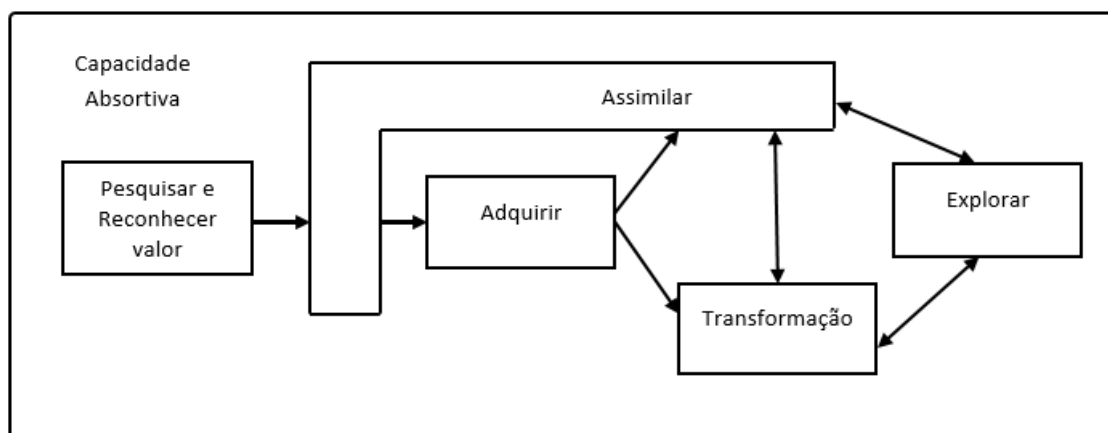 Capacidade
Absortiva
Assimilar
Pesquisar e
Reconhecer
valor
Adquirir
Explorar
Transformação